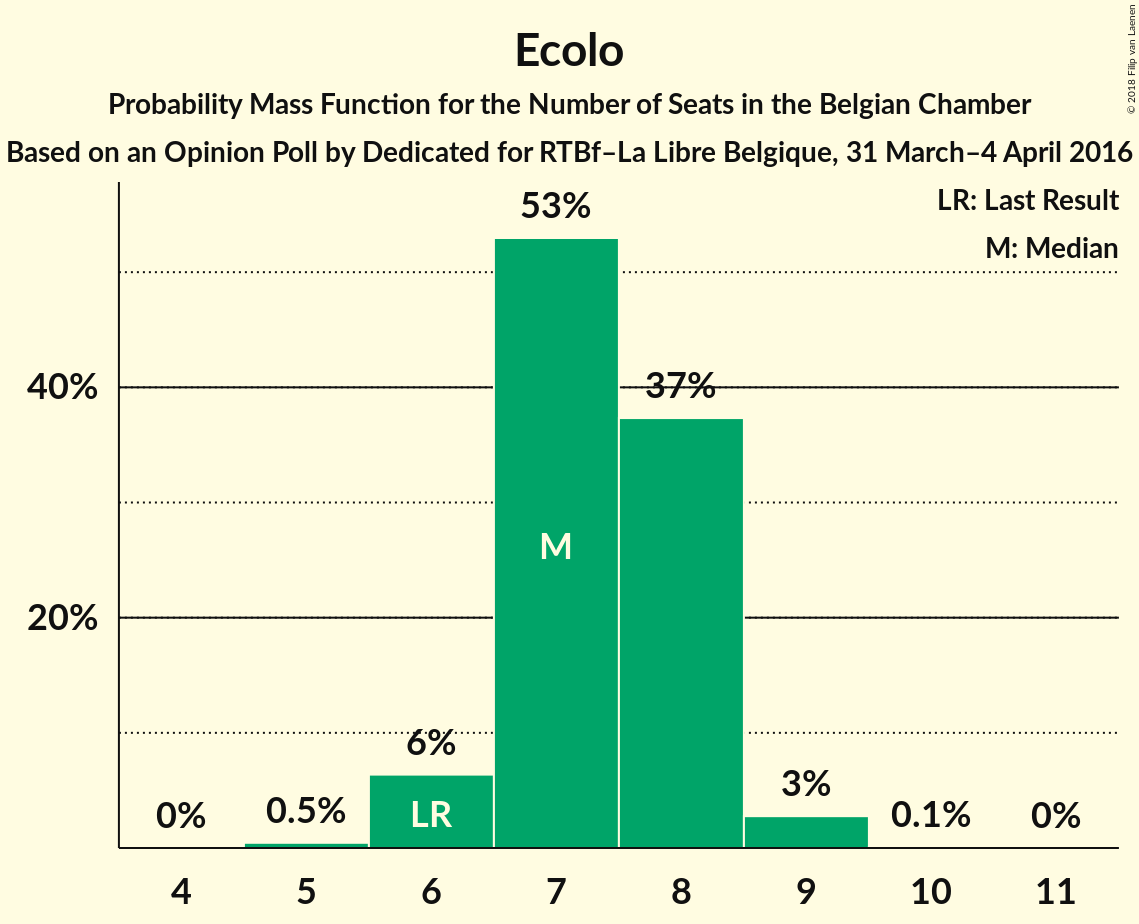 Ecolo
Probability Mass Function for the Number of Seats in the Belgian Chamber
Based on an Opinion Poll by Dedicated for RTBf–La Libre Belgique, 31 March–4 April 2016
© 2018 Filip van Laenen
LR: Last Result
M: Median
53%
40%
37%
M
20%
6%
3%
0%
0.5%
LR
0.1%
0%
4
5
6
7
8
9
10
11